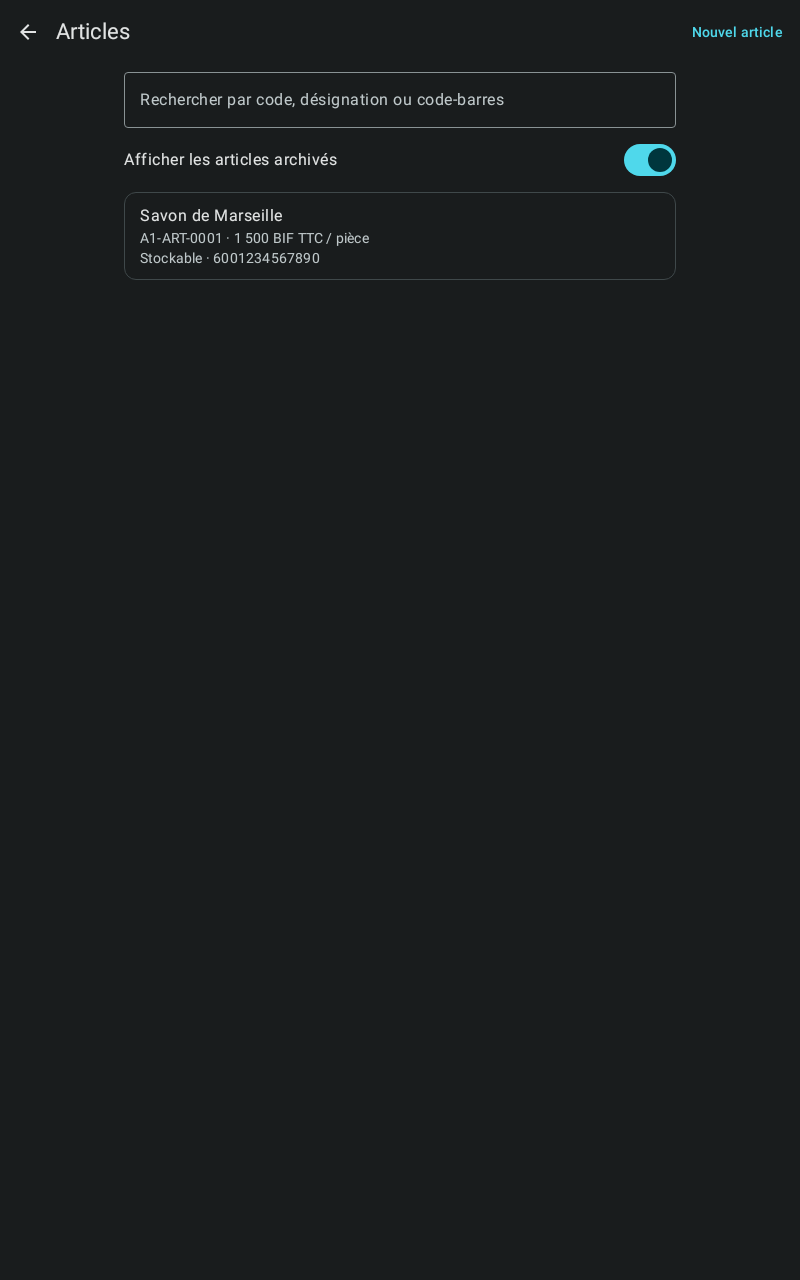 Articles
Nouvel article
Rechercher par code, désignation ou code-barres
Afficher les articles archivés
Savon de Marseille
A1-ART-0001 · 1 500 BIF TTC / pièce
Stockable · 6001234567890